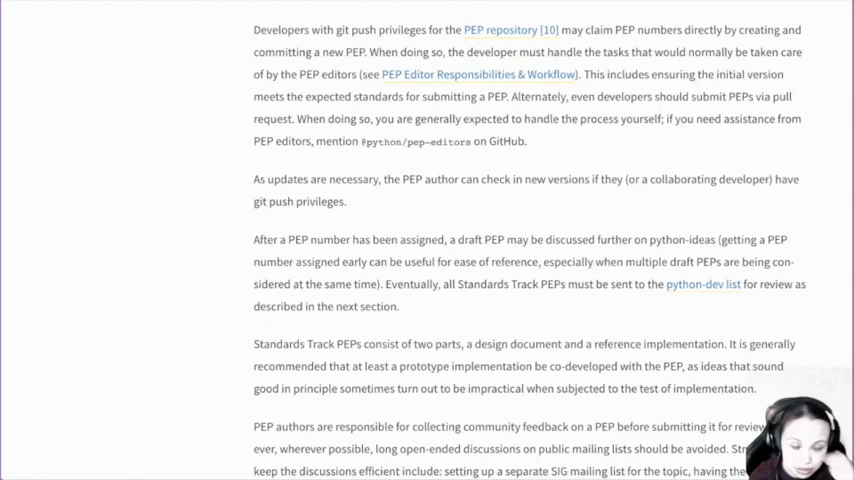 Developers with git push privileges for the PEP repository [10] may claim PEP numbers directly by creating and
committing a new PEP. When doing so, the developer must handle the tasks that would normally be taken care
of by the PEP editors (see PEP Editor Responsibilities & Workflow). This includes ensuring the initial version
meets the expected standards for submitting a PEP. Alternately, even developers should submit PEPs via pull
request. When doing so, you are generally expected to handle the process yourself; if you need assistance from
PEP editors, mention @python/pep-editors on GitHub.
As updates are necessary, the PEP author can check in new versions if they (or a collaborating developer) have
git push privileges.
After a PEP number has been assigned, a draft PEP may be discussed further on python-ideas (getting a PEP
number assigned early can be useful for ease of reference, especially when multiple draft PEPs are being con-
sidered at the same time). Eventually, all Standards Track PEPs must be sent to the python-dev list for review as
described in the next section.
Standards Track PEPs consist of two parts, a design document and a reference implementation. It is generally
recommended that at least a prototype implementation be co-developed with the PEP, as ideas that sound
good in principle sometimes turn out to be impractical when subjected to the test of implementation.
PEP authors are responsible for collecting community feedback on a PEP before submitting it for review
ever, wherever possible, long open-ended discussions on public mailing lists should be avoided.
keep the discussions efficient include: setting up a separate SIG mailing list for the topic, having the